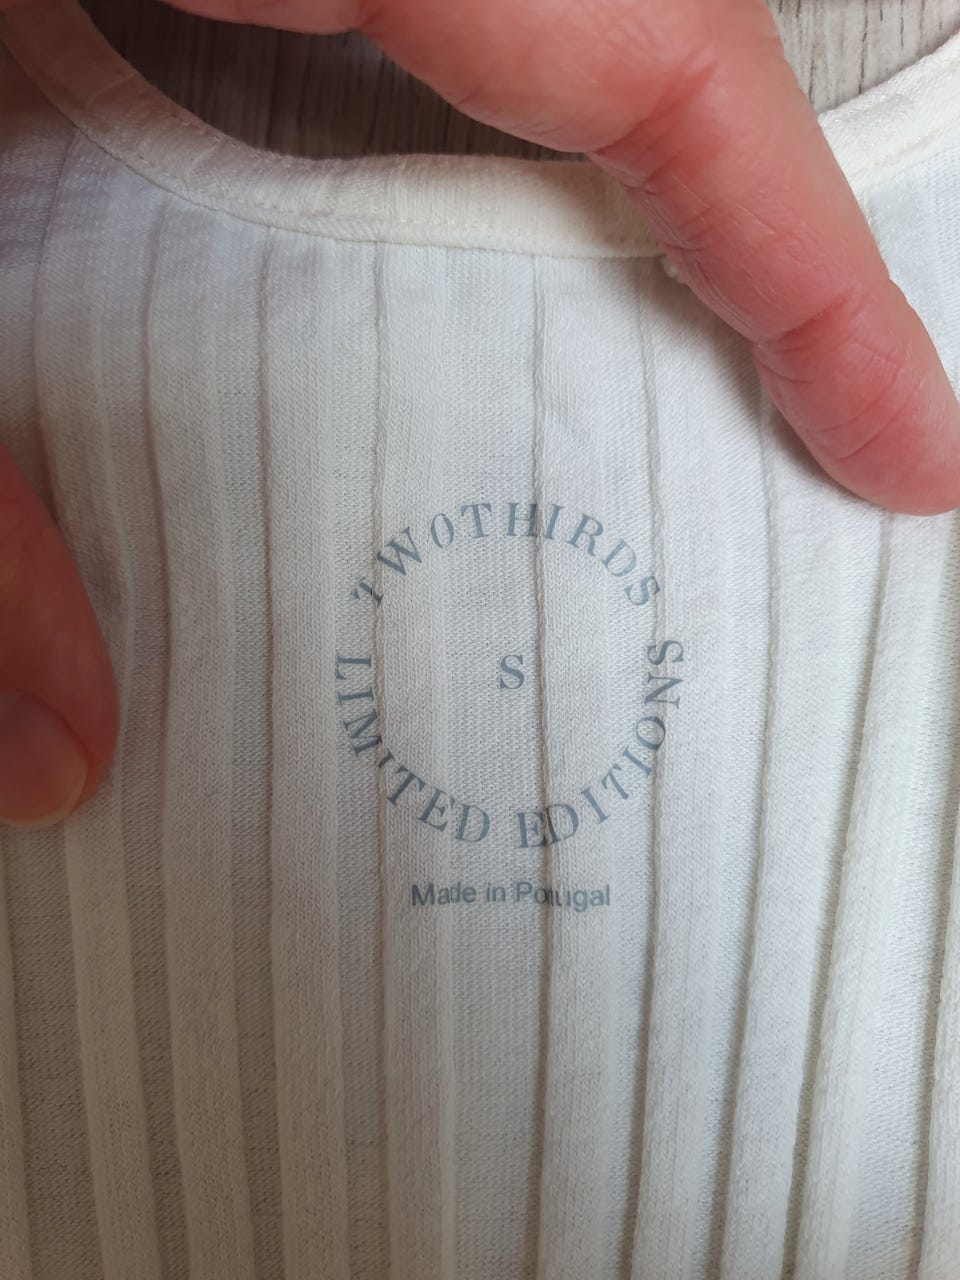 TWOTHIRDS
S
LIMITED EDITIONS
Made in Portugal